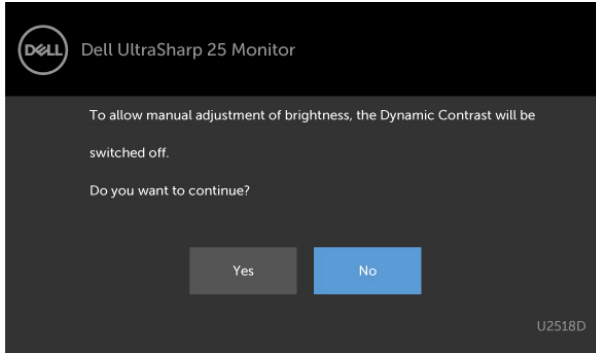 DELL
Dell UltraSharp 25 Monitor
To allow manual adjustment of brightness, the Dynamic Contrast will be
switched off.
Do you want to continue?
Yes
No
U2518D